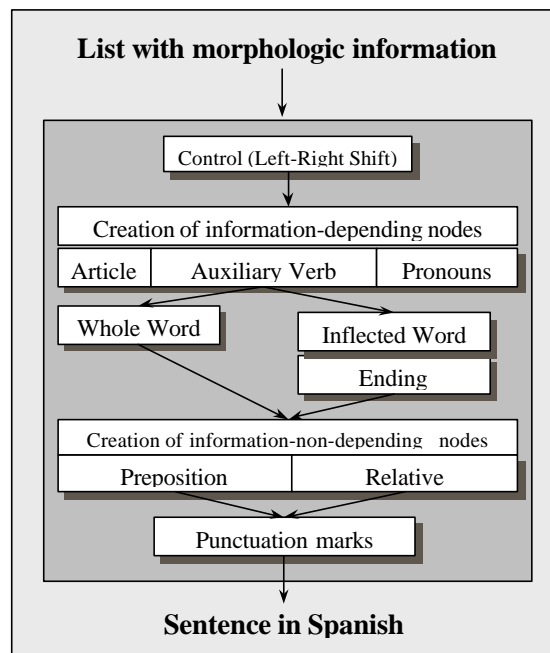 List with morphologic information
Control (Left-Right Shift)
Creation of information-depending nodes
Article Auxiliary Verb Pronouns
Whole Word
Inflected Word
Ending
Creation of information-non-depending nodes
Preposition Relative
Punctuation marks
Sentence in Spanish